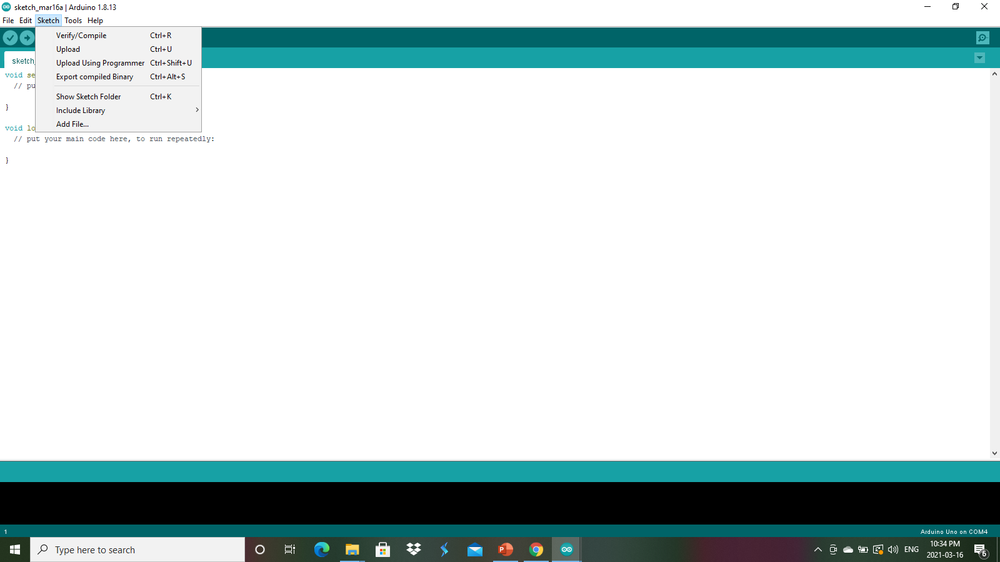 sketch_mar16a | Arduino 1.8.13
File Edit Sketch Tools Help
Verify/Compile Ctrl+R
Upload Ctrl+U
Upload Using Programmer Ctrl+Shift+U
Export compiled Binary Ctrl+Alt+S
Show Sketch Folder Ctrl+K
Include Library
Add File...
sketch_
void se
// pu
}
void lo
// put your main code here, to run repeatedly:
}
1
Arduino Uno on COM4
Type here to search
ENG
10:34 PM
2021-03-16
6